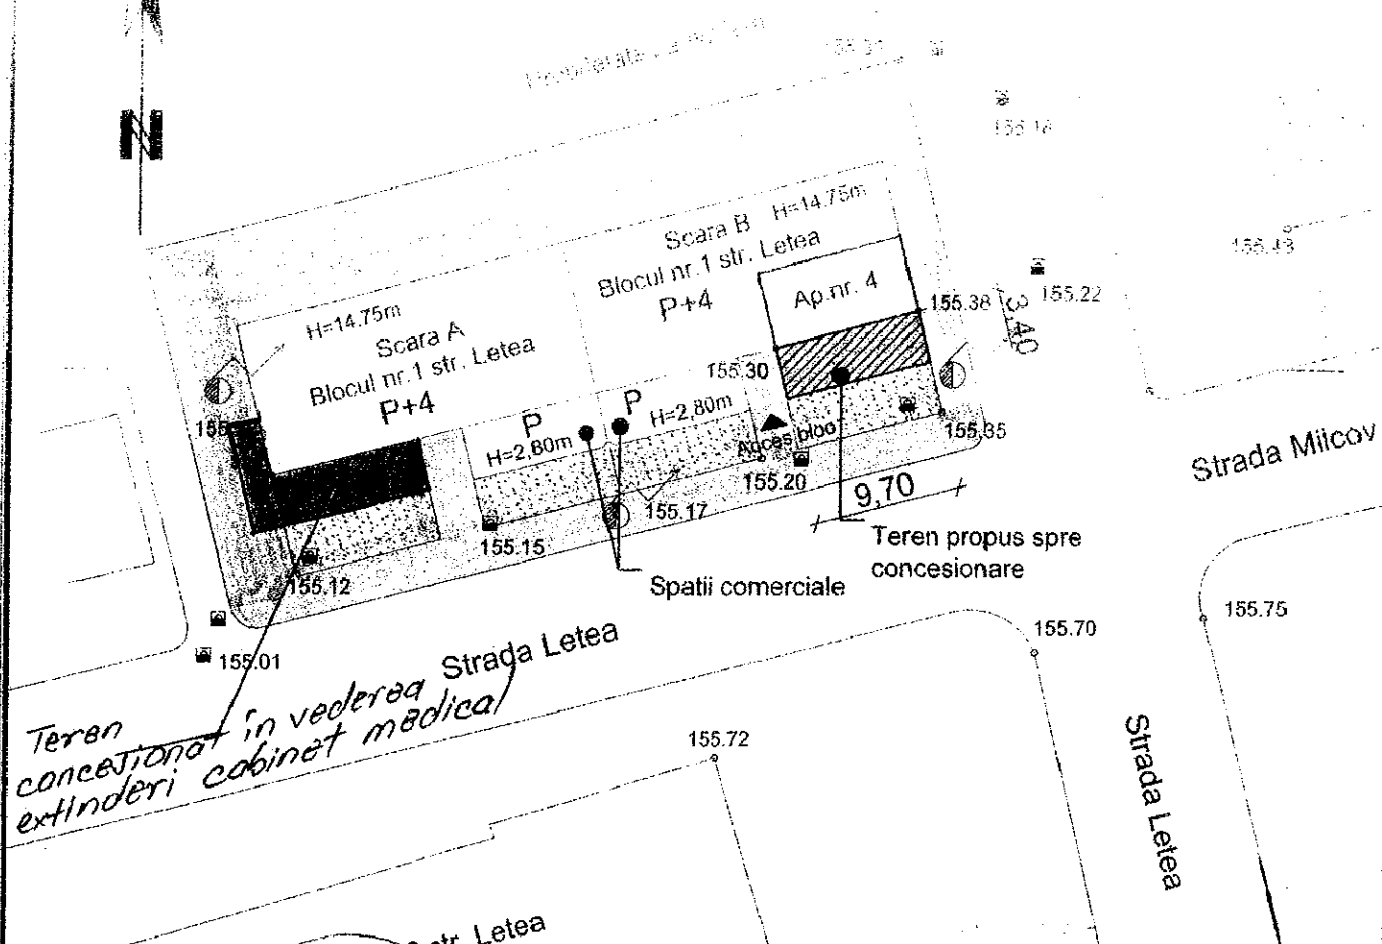 N
155.16
155.43
H=14.75m
Scara B
Blocul nr.1 str. Letea
P+4
Ap.nr. 4
155.38
155.22
3,40
H=14.75m
Scara A
Blocul nr.1 str. Letea
P+4
155.30
P
H=2,80m
P
H=2.80m
Acces bloc
155.35
Strada Milcov
155.20
9,70
155.17
155.15
Teren propus spre
concesionare
155.12
Spatii comerciale
155.75
155.70
155.01
Strada Letea
Teren
concesionat în vederea
extinderi cabinet medical
155.72
Strada Letea
str. Letea